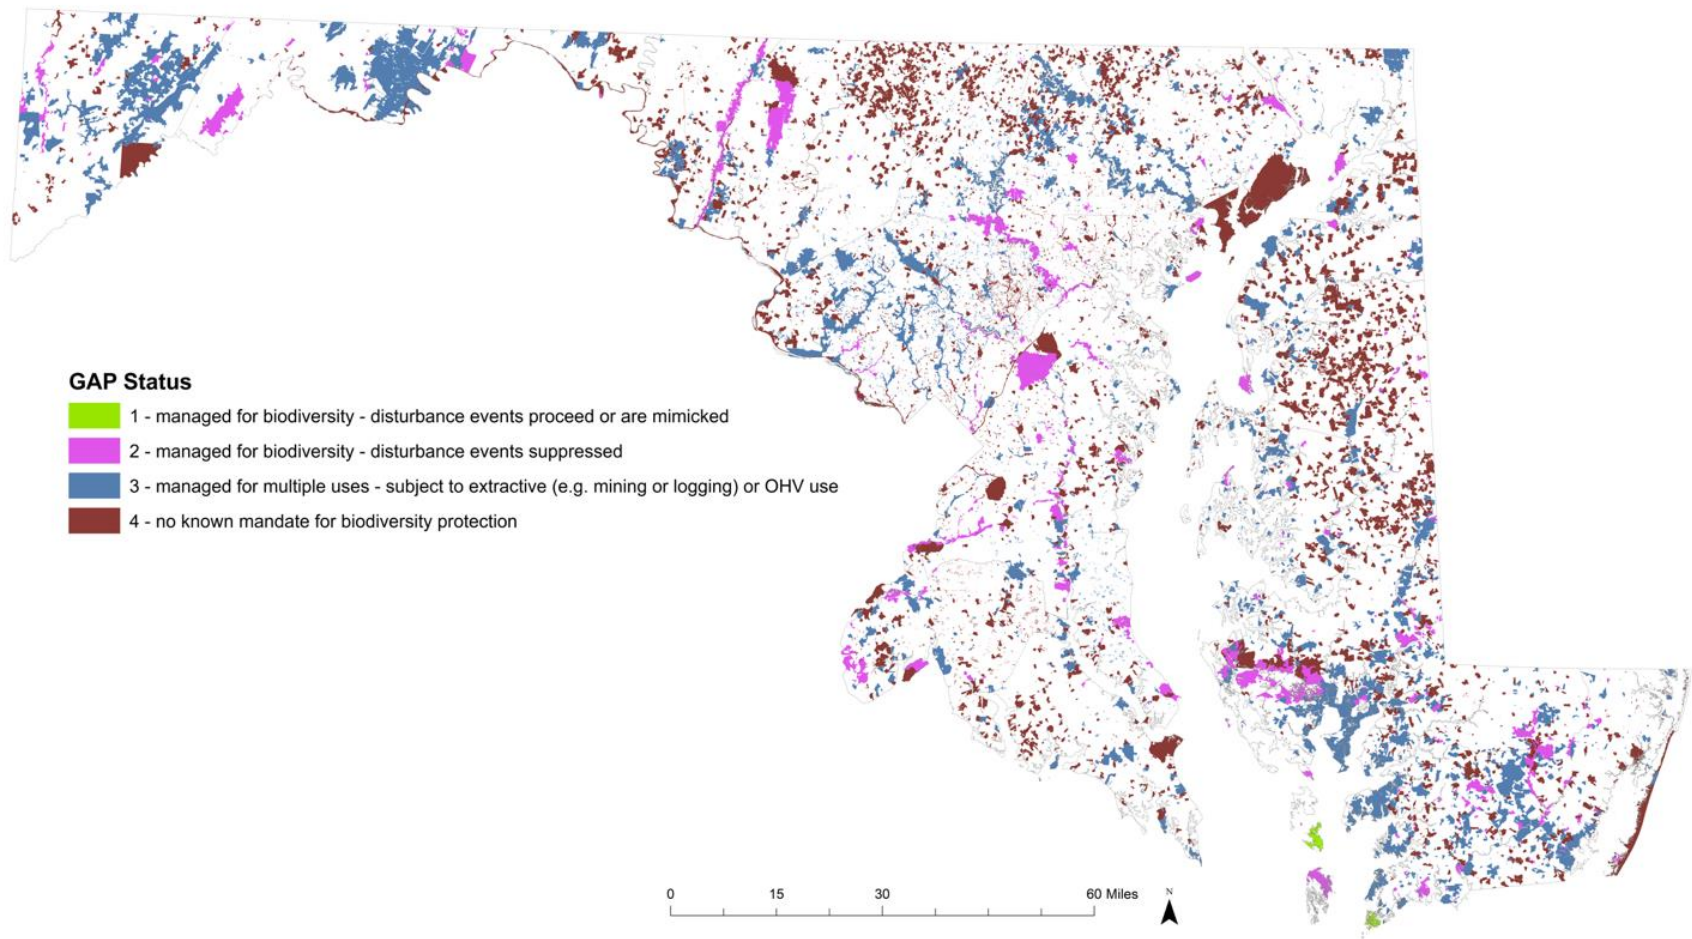 GAP Status
1 - managed for biodiversity - disturbance events proceed or are mimicked
2 - managed for biodiversity - disturbance events suppressed
3 - managed for multiple uses - subject to extractive (e.g. mining or logging) or OHV use
4 - no known mandate for biodiversity protection
0 15 30 60 Miles
N